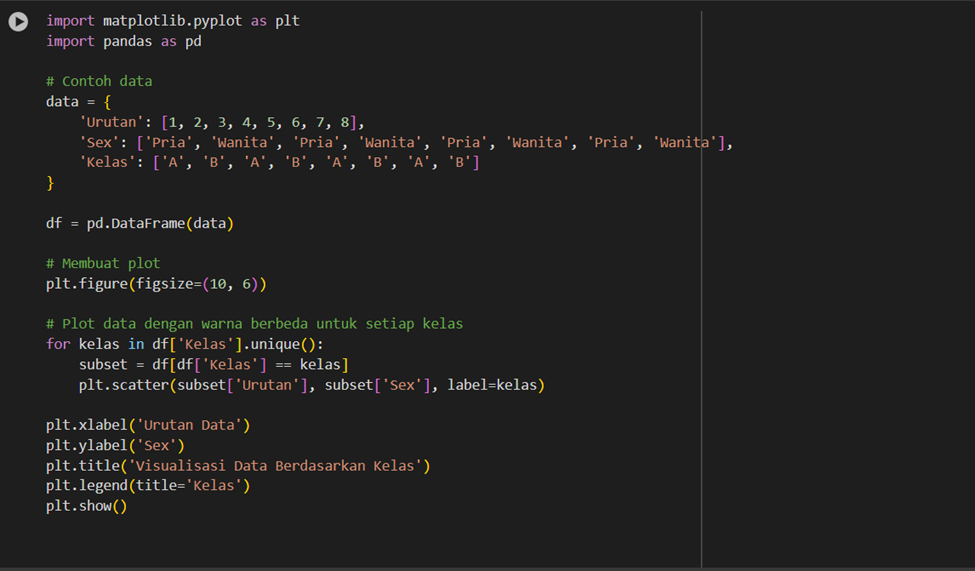 import matplotlib.pyplot as plt
import pandas as pd
# Contoh data
data = {
    'Urutan': [1, 2, 3, 4, 5, 6, 7, 8],
    'Sex': ['Pria', 'Wanita', 'Pria', 'Wanita', 'Pria', 'Wanita', 'Pria', 'Wanita'],
    'Kelas': ['A', 'B', 'A', 'B', 'A', 'B', 'A', 'B']
}
df = pd.DataFrame(data)
# Membuat plot
plt.figure(figsize=(10, 6))
# Plot data dengan warna berbeda untuk setiap kelas
for kelas in df['Kelas'].unique():
    subset = df[df['Kelas'] == kelas]
    plt.scatter(subset['Urutan'], subset['Sex'], label=kelas)
plt.xlabel('Urutan Data')
plt.ylabel('Sex')
plt.title('Visualisasi Data Berdasarkan Kelas')
plt.legend(title='Kelas')
plt.show()